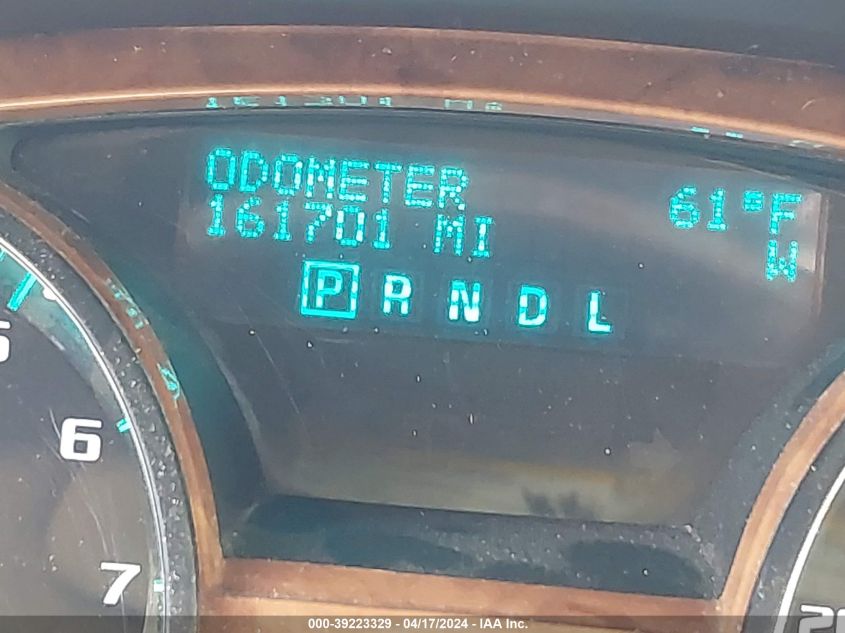 ODOMETER
161701 MI
61°F
W
P R N D L
6
7
000-39223329 - 04/17/2024 - IAA Inc.